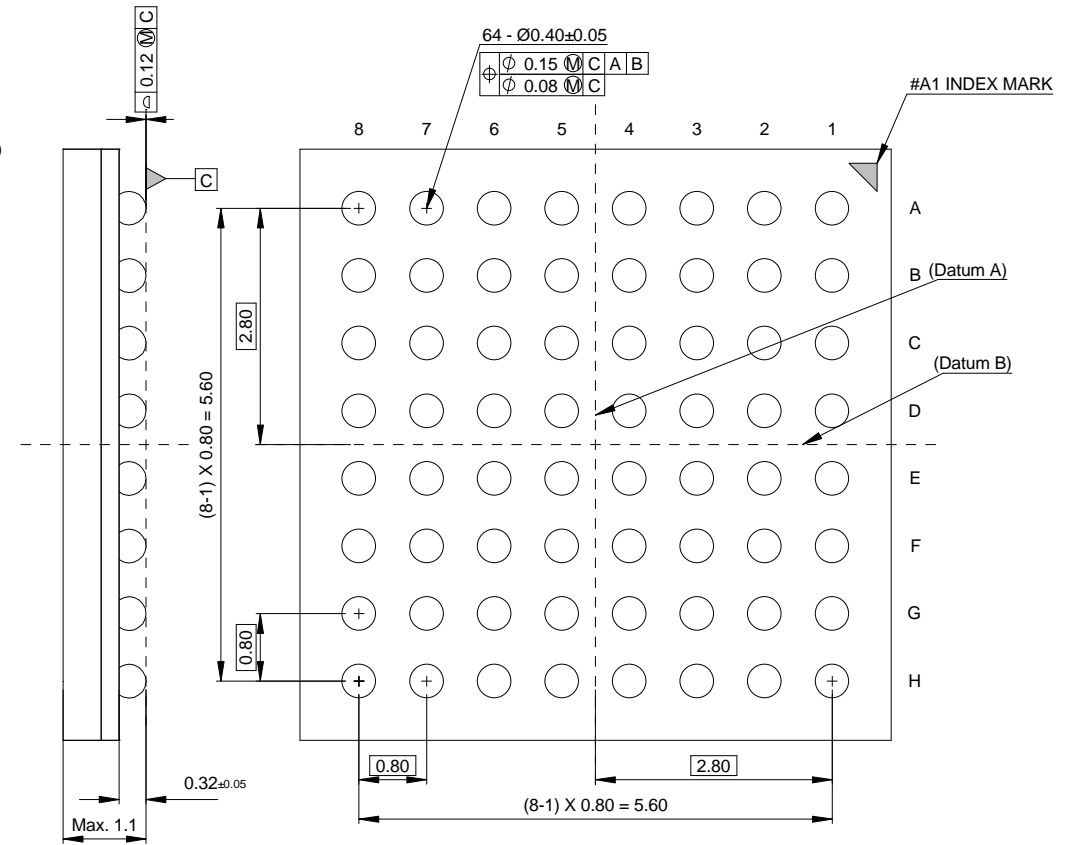 0.12 Ⓜ C
64 - Ø0.40±0.05
⌖ ϕ 0.15 Ⓜ C A B
ϕ 0.08 Ⓜ C
#A1 INDEX MARK
8 7 6 5 4 3 2 1
C
A
B (Datum A)
C
(Datum B)
D
E
F
G
H
2.80
(8-1) X 0.80 = 5.60
0.80
0.80
2.80
(8-1) X 0.80 = 5.60
0.32±0.05
Max. 1.1